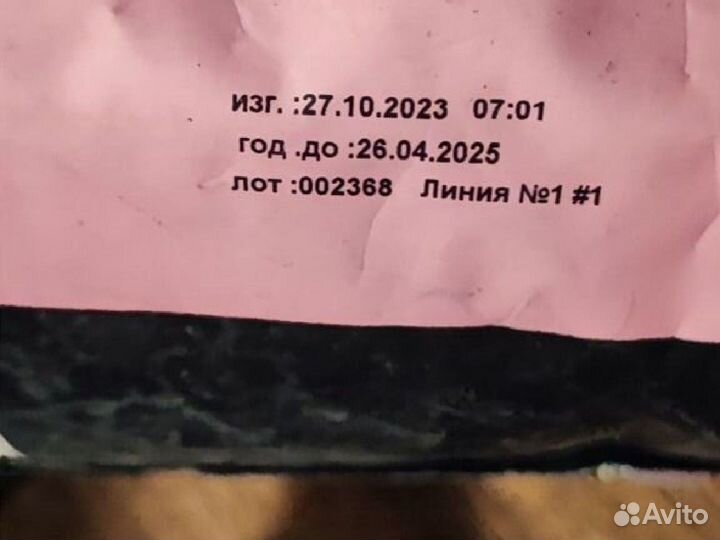 изг. :27.10.2023 07:01
год .до :26.04.2025
лот :002368 Линия №1 #1
Avito